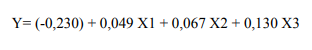 Y= (-0,230) + 0,049 X1 + 0,067 X2 + 0,130 X3